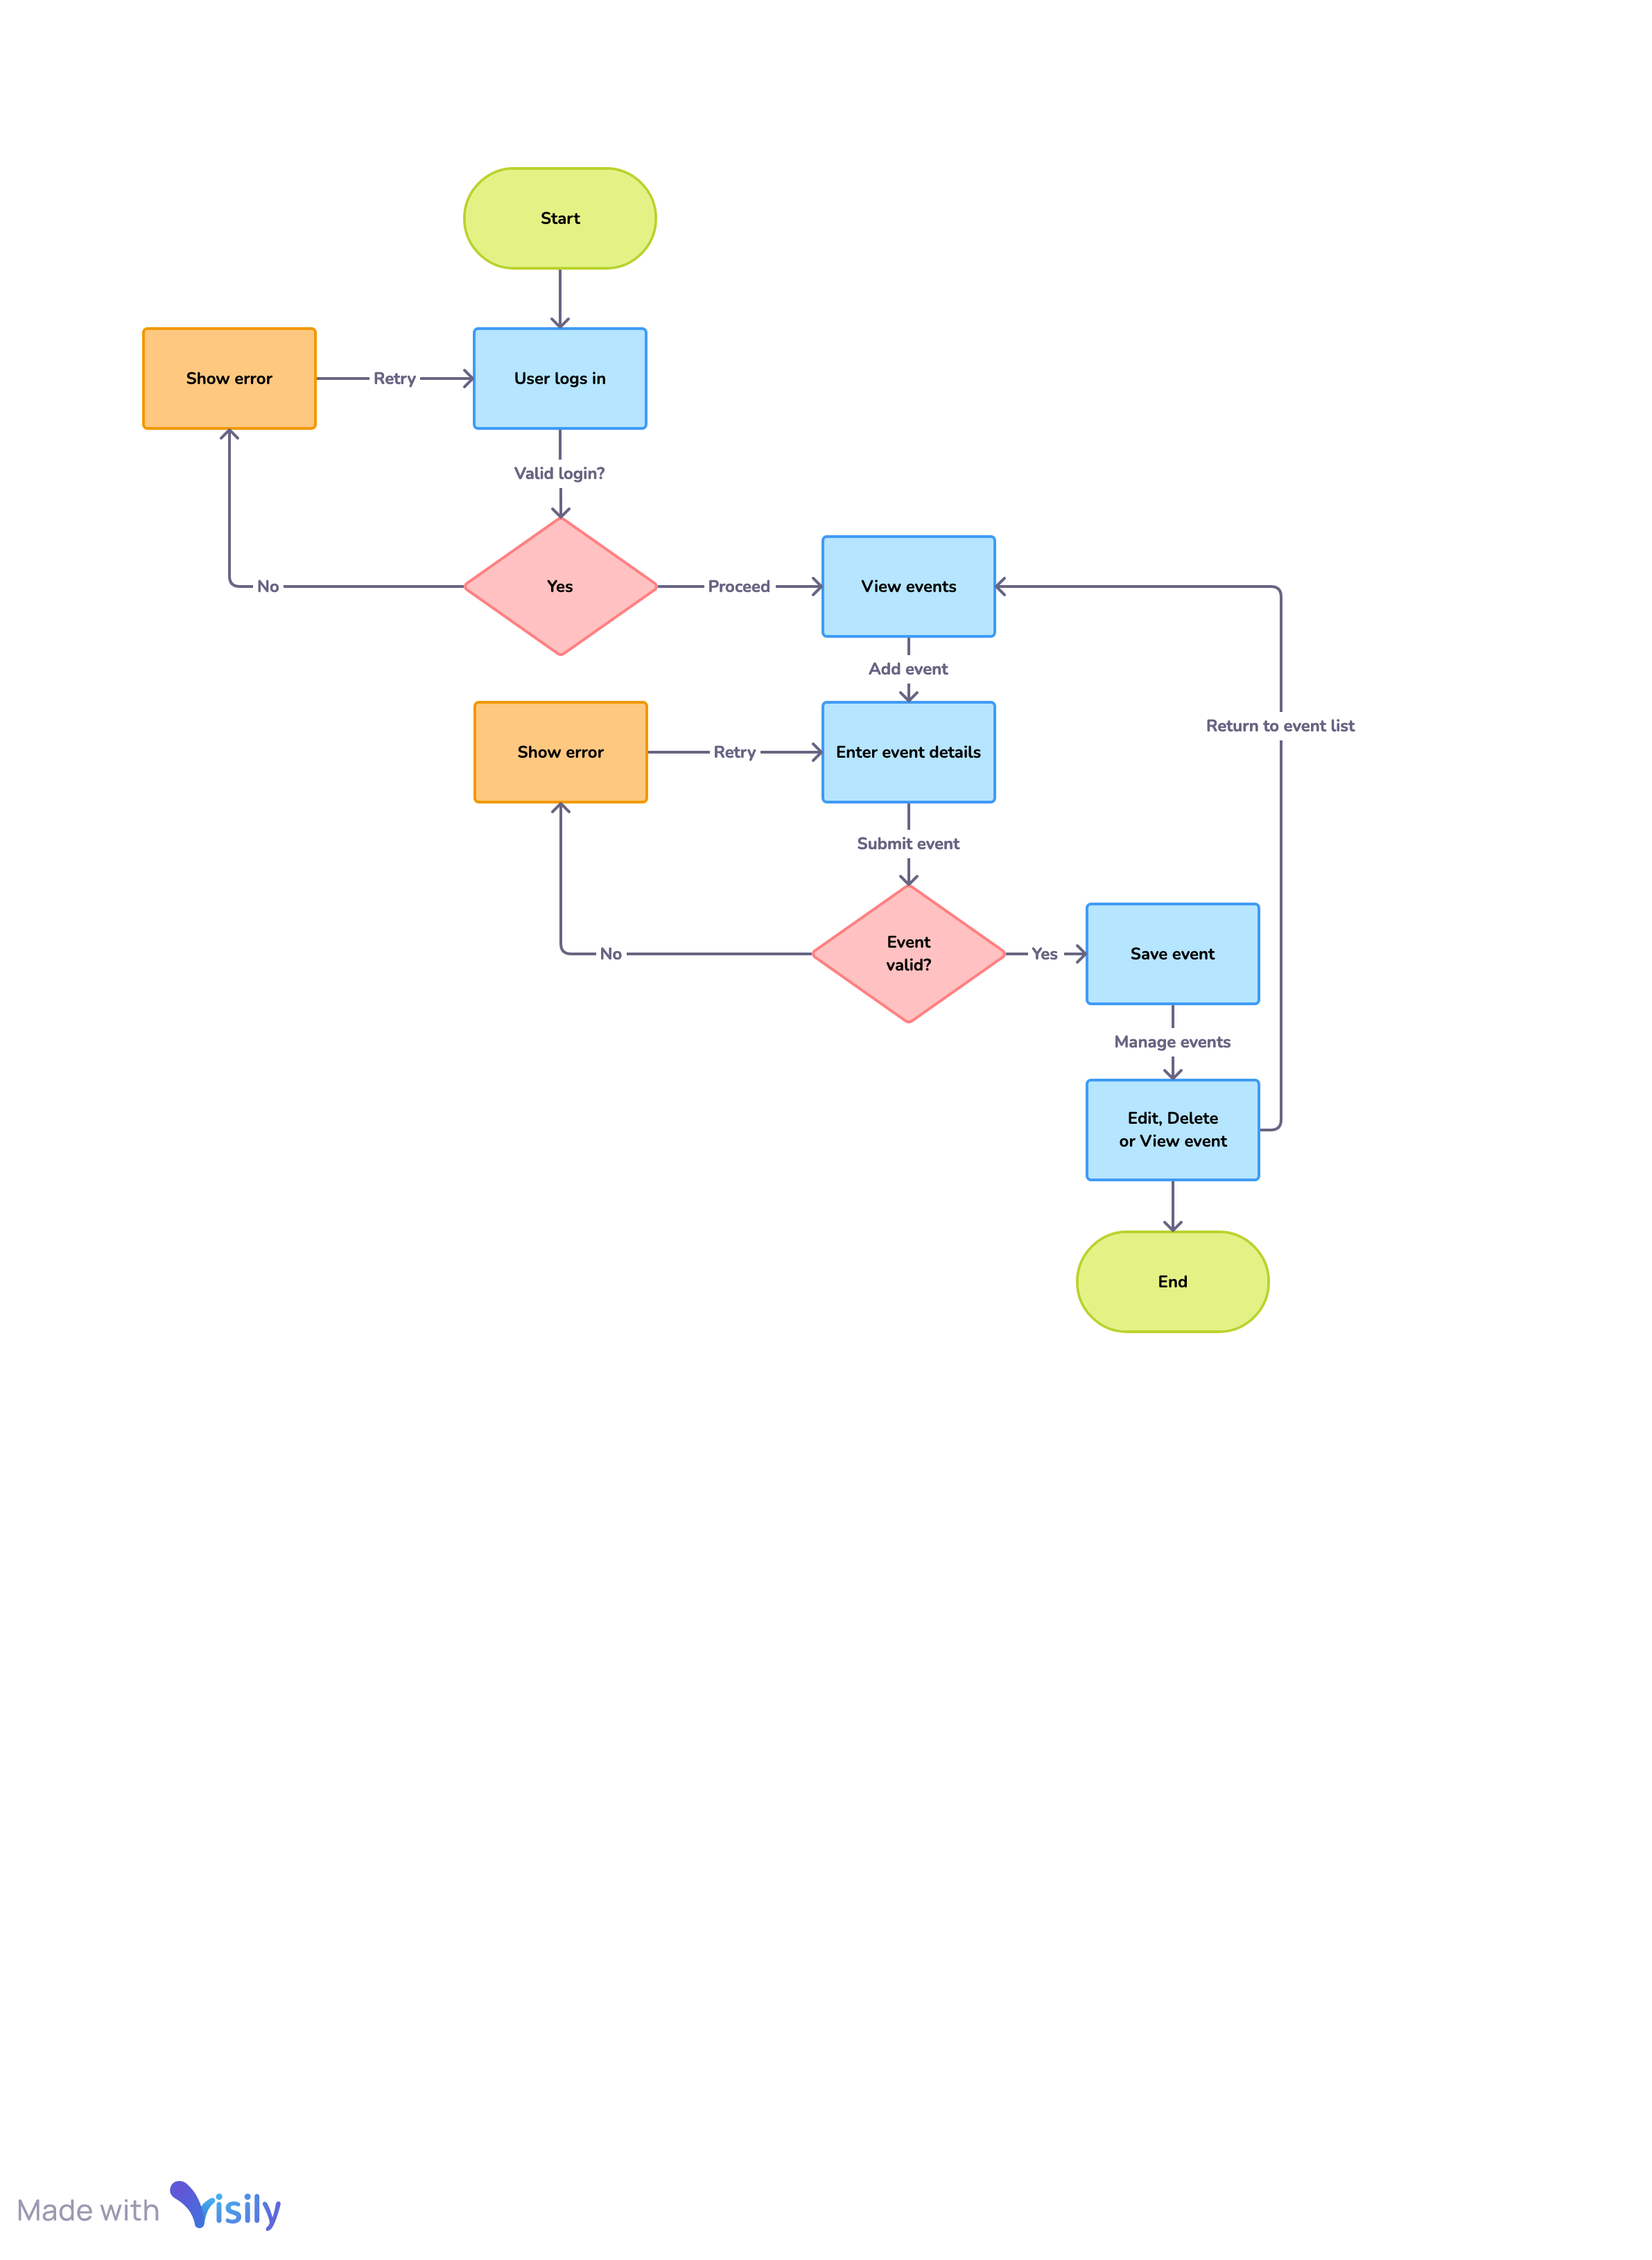 Start
Show error
Retry
User logs in
Valid login?
No
Yes
Proceed
View events
Add event
Return to event list
Show error
Retry
Enter event details
Submit event
No
Event
valid?
Yes
Save event
Manage events
Edit, Delete
or View event
End
Made with Visily